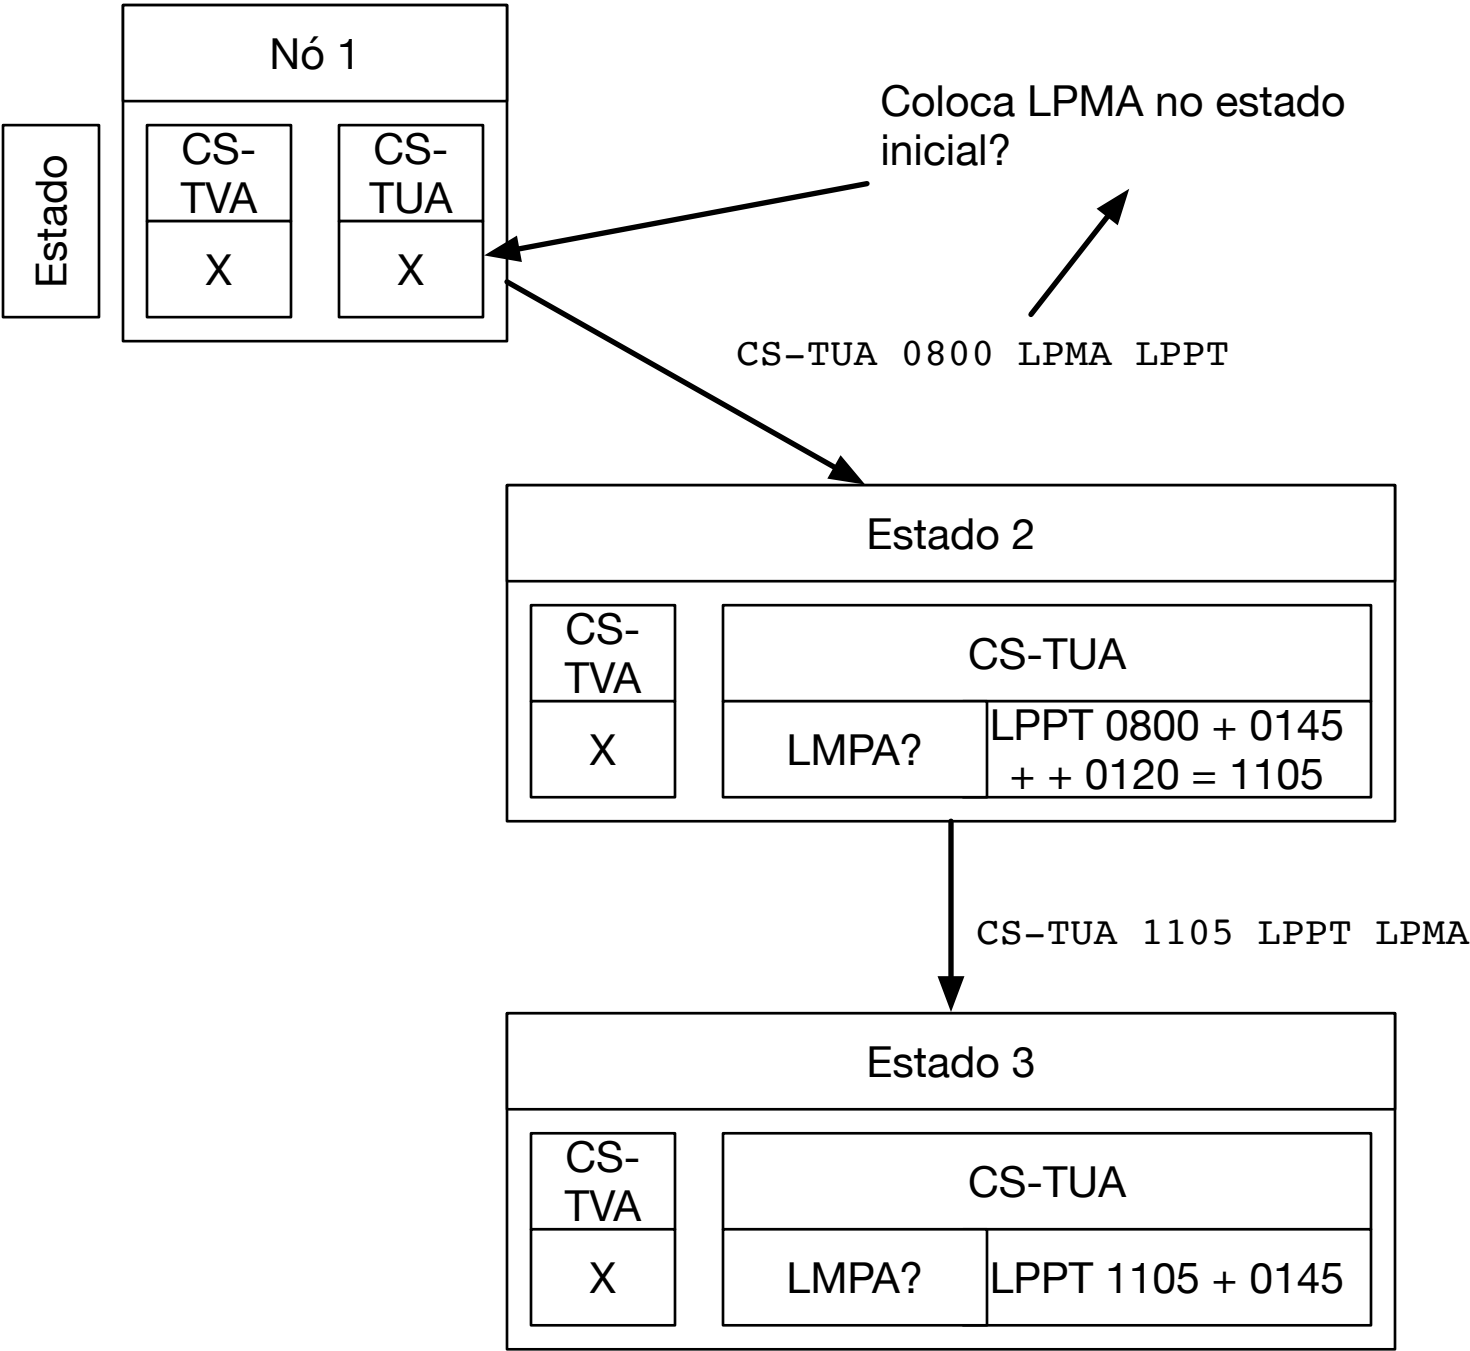 Nó 1
Coloca LPMA no estado
inicial?
Estado
CS-
TVA
CS-
TUA
X
X
CS-TUA 0800 LPMA LPPT
Estado 2
CS-
TVA
CS-TUA
X
LMPA?
LPPT 0800 + 0145
+ + 0120 = 1105
CS-TUA 1105 LPPT LPMA
Estado 3
CS-
TVA
CS-TUA
X
LMPA?
LPPT 1105 + 0145